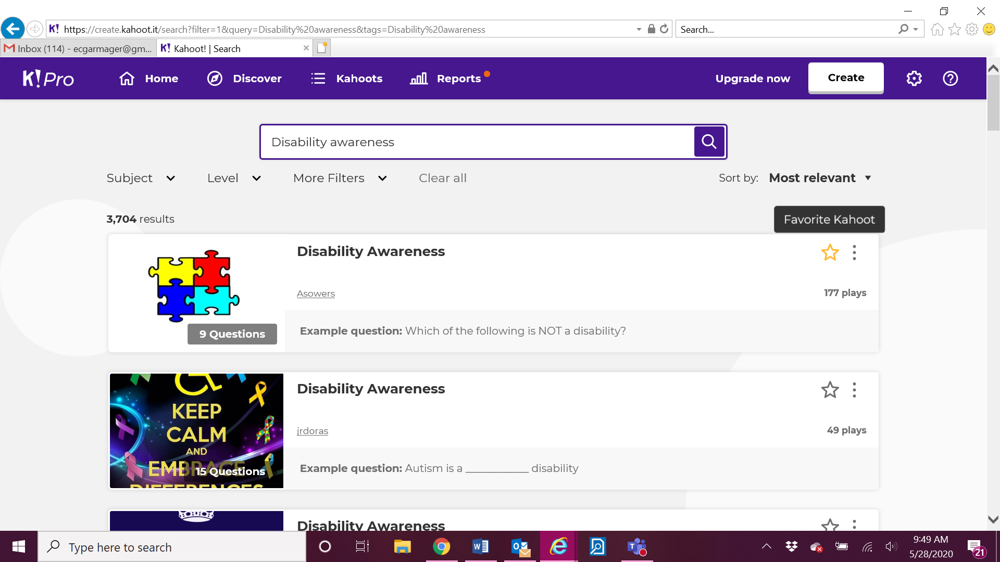 https://create.kahoot.it/search?filter=1&query=Disability%20awareness&tags=Disability%20awareness
Search...
Inbox (114) - ecgarmager@gm...
K! Kahoot! | Search
K! Pro
Home
Discover
Kahoots
Reports
Upgrade now
Create
Disability awareness
Subject
Level
More Filters
Clear all
Sort by: Most relevant
3,704 results
Favorite Kahoot
Disability Awareness
Asowers
177 plays
9 Questions
Example question: Which of the following is NOT a disability?
Disability Awareness
KEEP
CALM
AND
EMBRACE
DIFFERENCES
15 Questions
jrdoras
49 plays
Example question: Autism is a ____________ disability
Disability Awareness
Type here to search
9:49 AM
5/28/2020
21